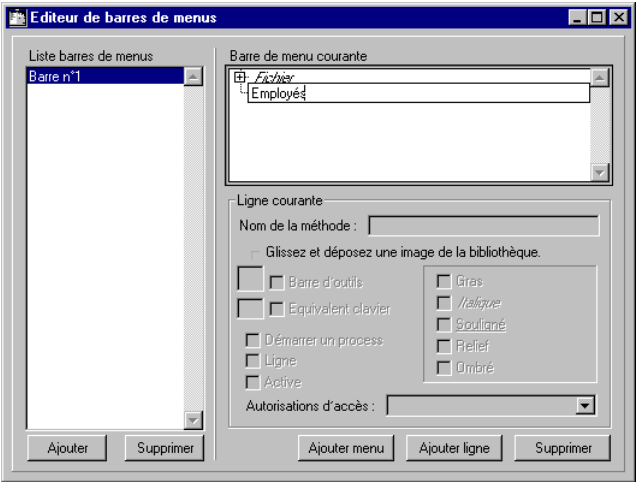 Editeur de barres de menus
Liste barres de menus
Barre n°1
Ajouter
Supprimer
Barre de menu courante
Fichier
Employés
Ligne courante
Nom de la méthode :
Glissez et déposez une image de la bibliothèque.
Barre d'outils
Equivalent clavier
Démarrer un process
Ligne
Active
Gras
Italique
Souligné
Relief
Ombré
Autorisations d'accès :
Ajouter menu
Ajouter ligne
Supprimer